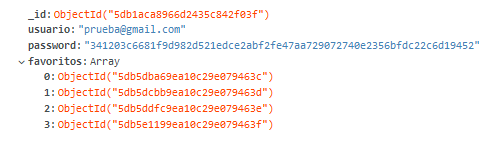 _id: ObjectId("5db1aca8966d2435c842f03f")
usuario: "prueba@gmail.com"
password: "341203c6681f9d982d521edce2abf2fe47aa729072740e2356bfdc22c6d19452"
favoritos: Array
0: ObjectId("5db5dba69ea10c29e079463c")
1: ObjectId("5db5dcbb9ea10c29e079463d")
2: ObjectId("5db5ddfc9ea10c29e079463e")
3: ObjectId("5db5e1199ea10c29e079463f")